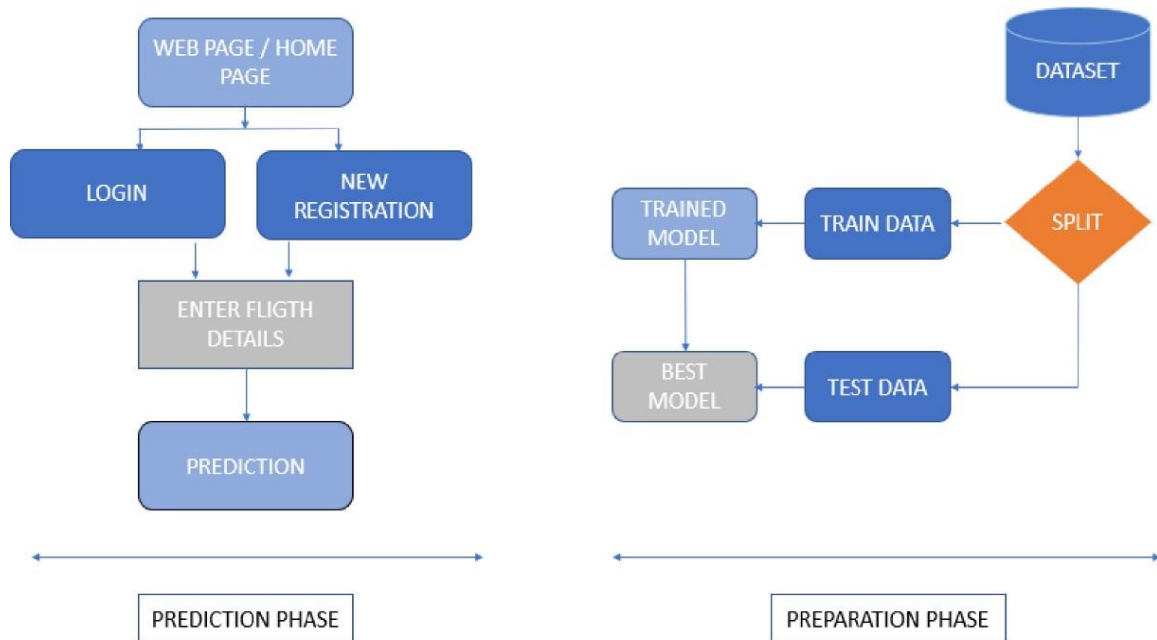 WEB PAGE / HOME
PAGE
LOGIN
NEW
REGISTRATION
ENTER FLIGTH
DETAILS
PREDICTION
PREDICTION PHASE
DATASET
SPLIT
TRAIN DATA
TRAINED
MODEL
TEST DATA
BEST
MODEL
PREPARATION PHASE